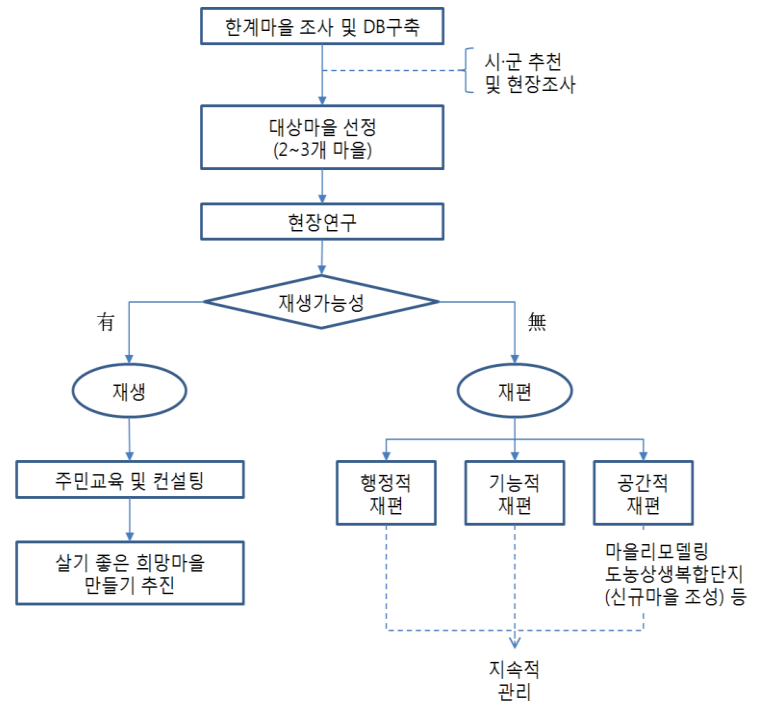 한계마을 조사 및 DB구축
시·군 추천
및 현장조사
대상마을 선정
(2~3개 마을)
현장연구
재생가능성
有
無
재생
재편
주민교육 및 컨설팅
행정적
재편
기능적
재편
공간적
재편
살기 좋은 희망마을
만들기 추진
마을리모델링
도농상생복합단지
(신규마을 조성) 등
지속적
관리